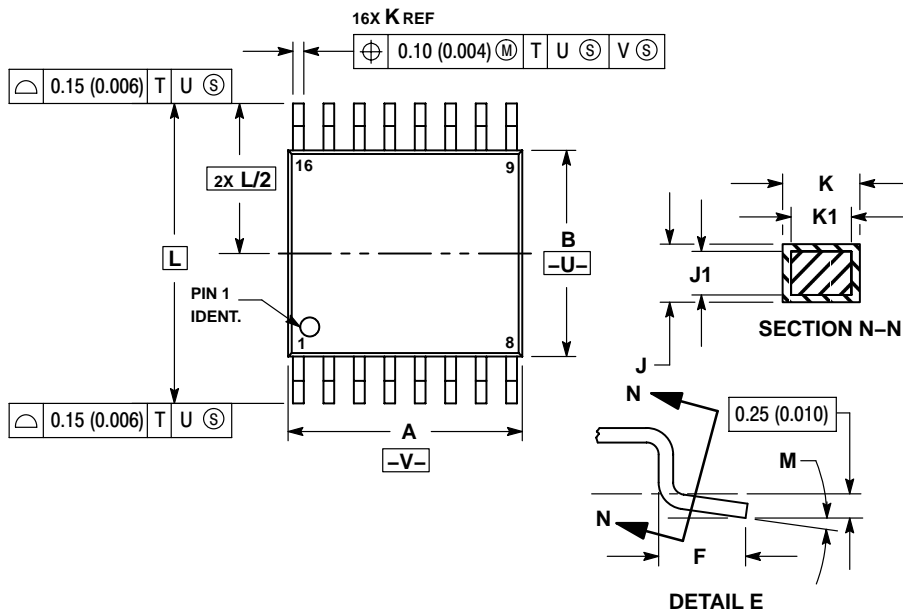 16X K REF
⌖ 0.10 (0.004) Ⓜ T U Ⓢ V Ⓢ
⌓ 0.15 (0.006) T U Ⓢ
2X L/2
16
9
L
B
–U–
PIN 1
IDENT.
1
8
⌓ 0.15 (0.006) T U Ⓢ
A
–V–
K
K1
J1
SECTION N–N
J
N
0.25 (0.010)
M
N
F
DETAIL E